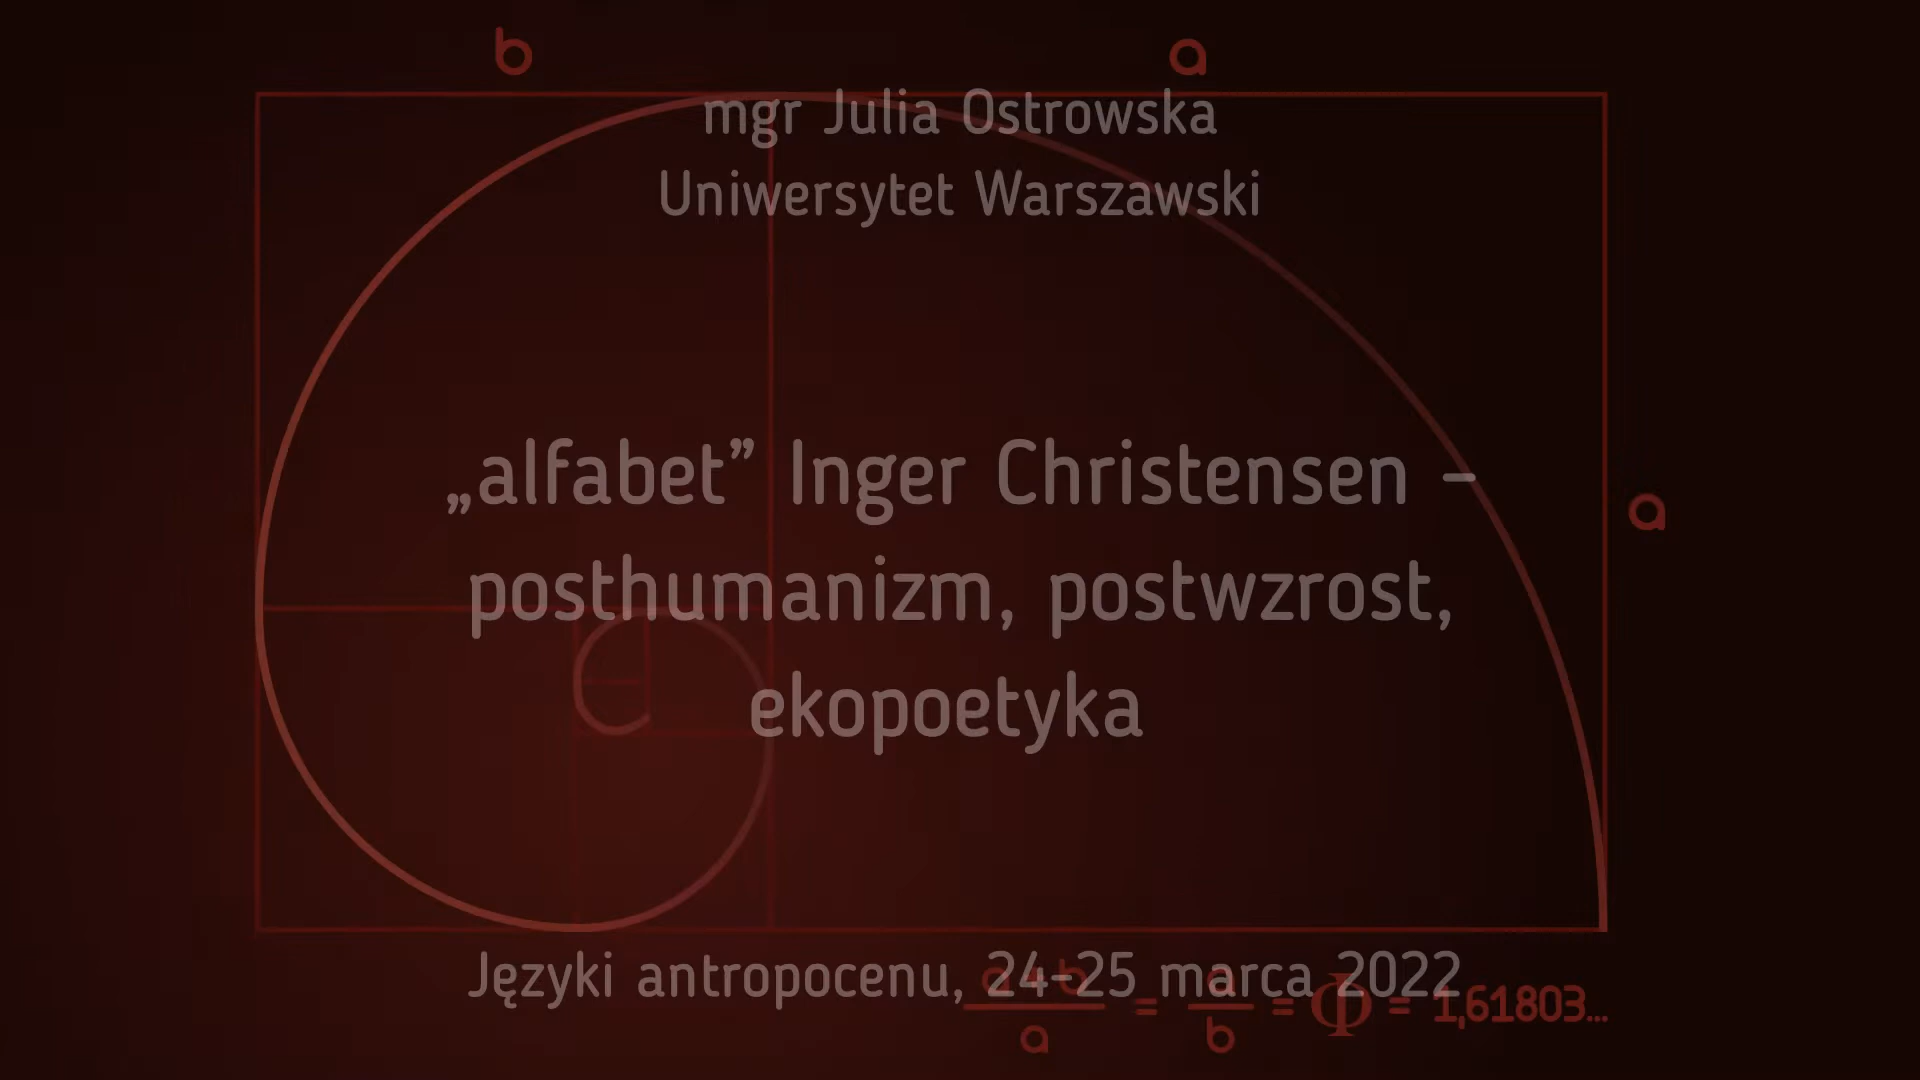 b a
mgr Julia Ostrowska
Uniwersytet Warszawski
„alfabet” Inger Christensen –
a
posthumanizm, postwzrost,
ekopoetyka
Języki antropocenu, 24-25 marca 2022
a+b/a = a/b = Φ = 1,61803...